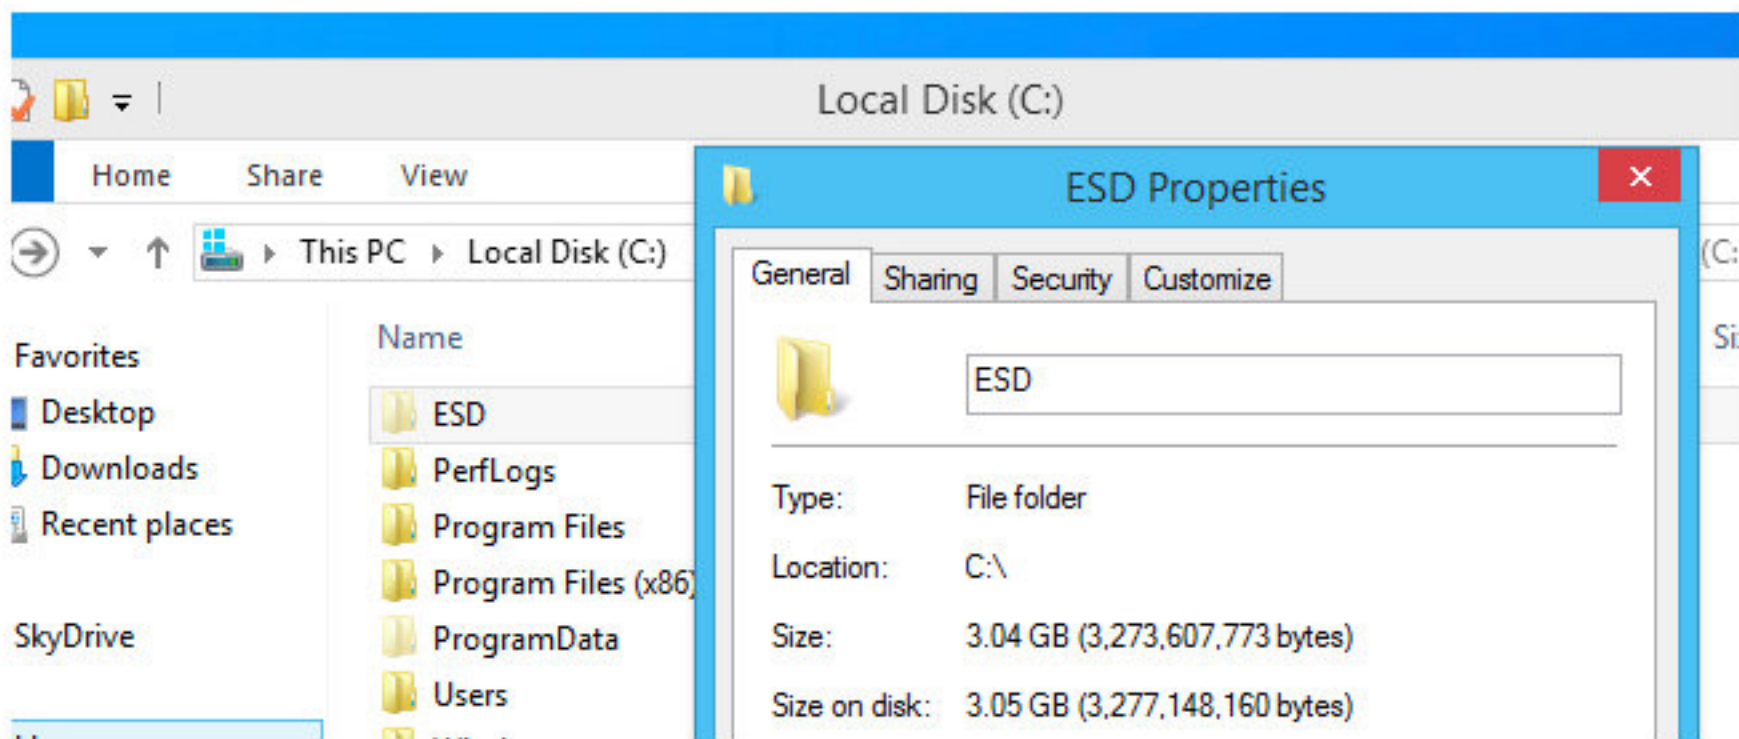 Local Disk (C:)
Home Share View
ESD Properties
This PC Local Disk (C:)
(C:
General Sharing Security Customize
Name
Favorites
ESD
Desktop
ESD
Downloads
PerfLogs
Type: File folder
Recent places
Program Files
Location: C:\
Program Files (x86)
SkyDrive
ProgramData
Size: 3.04 GB (3,273,607,773 bytes)
Users
Size on disk: 3.05 GB (3,277,148,160 bytes)